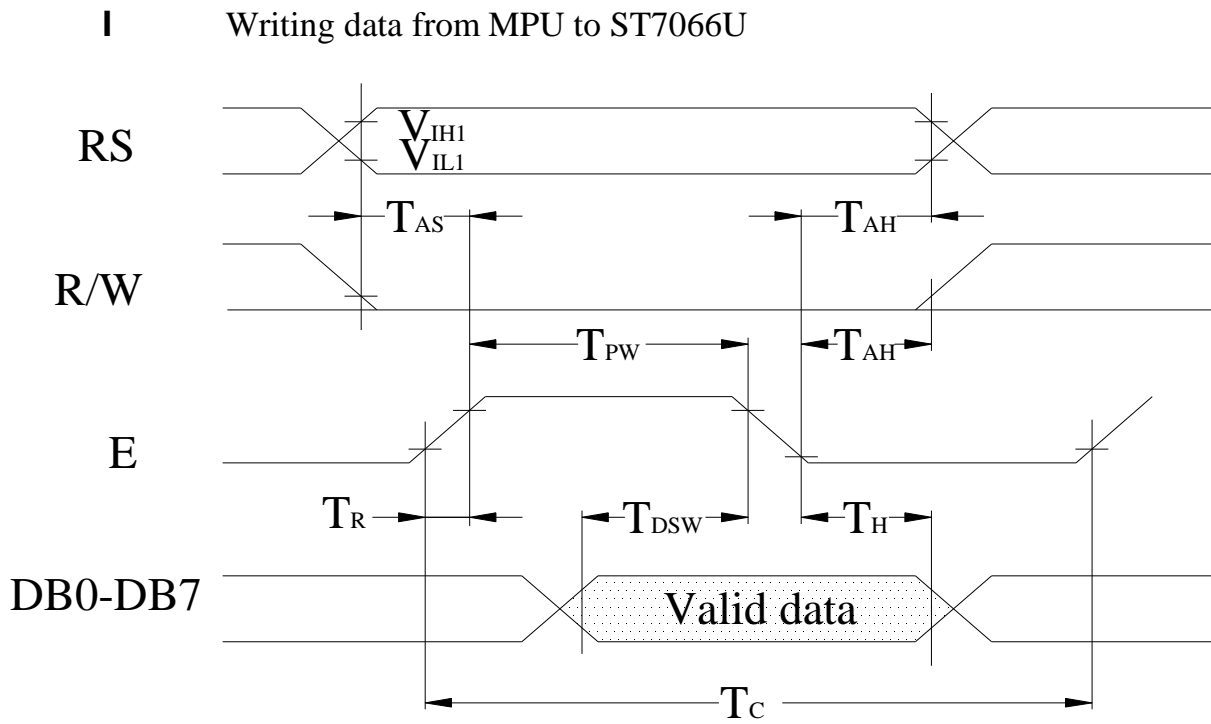 l Writing data from MPU to ST7066U
RS
VIH1
VIL1
TAS TAH
R/W
TPW TAH
E
TR TDSW TH
DB0-DB7 Valid data
TC